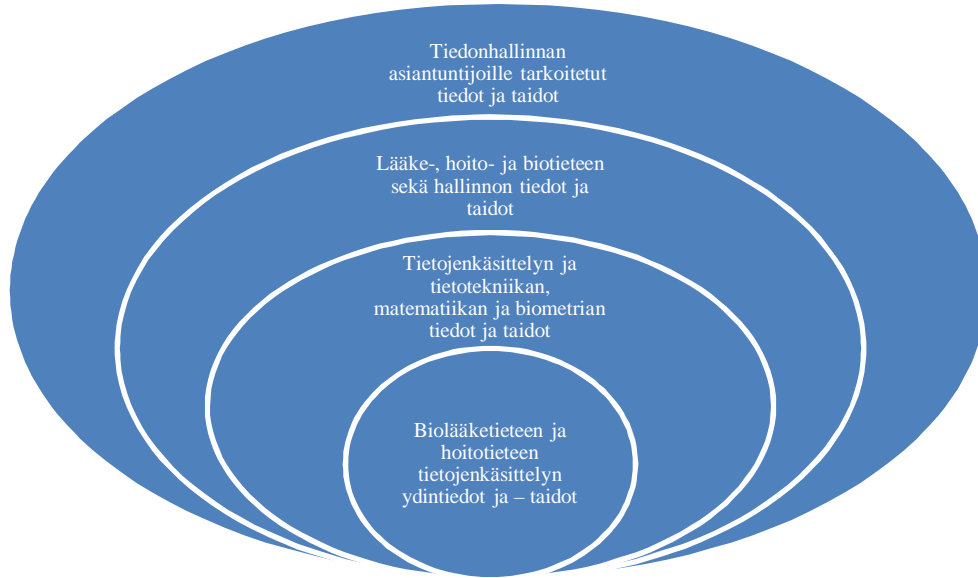 Tiedonhallinnan
asiantuntijoille tarkoitetut
tiedot ja taidot
Lääke-, hoito- ja biotieteen
sekä hallinnon tiedot ja
taidot
Tietojenkäsittelyn ja
tietotekniikan,
matematiikan ja biometrian
tiedot ja taidot
Biolääketieteen ja
hoitotieteen
tietojenkäsittelyn
ydintiedot ja – taidot